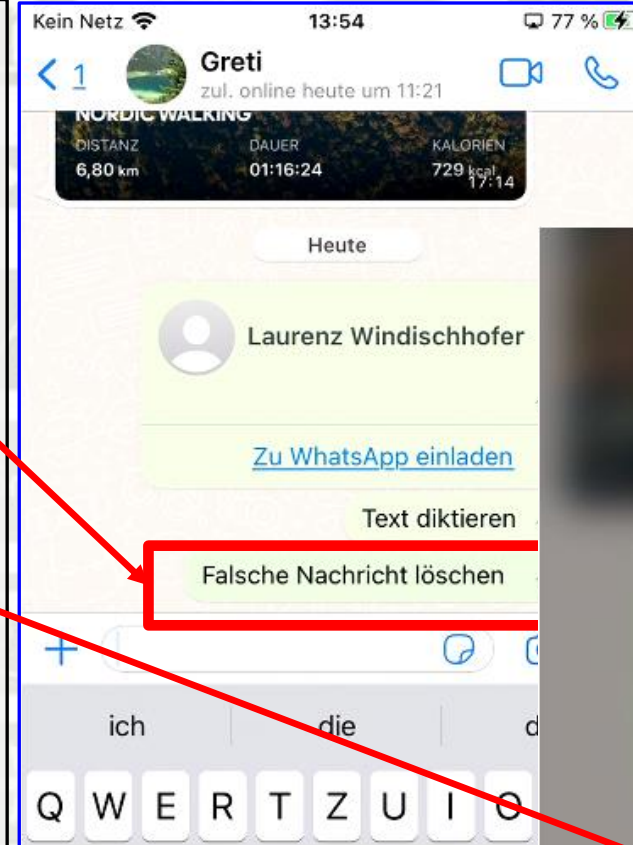 Kein Netz 13:54 77 %
1 Greti
zul. online heute um 11:21
NORDIC WALKING
DISTANZ DAUER KALORIEN
6,80 km 01:16:24 729 kcal
17:14
Heute
Laurenz Windischhofer
Zu WhatsApp einladen
Text diktieren
Falsche Nachricht löschen
ich die d
Q W E R T Z U I O